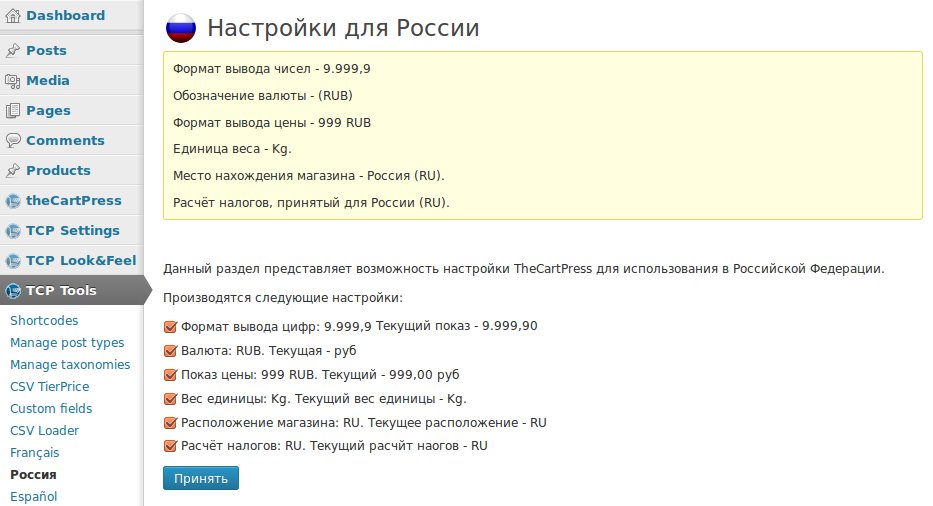 Dashboard
Posts
Media
Pages
Comments
Products
theCartPress
TCP Settings
TCP Look&Feel
TCP Tools
Shortcodes
Manage post types
Manage taxonomies
CSV TierPrice
Custom fields
CSV Loader
Français
Россия
Español
Настройки для России
Формат вывода чисел - 9.999,9
Обозначение валюты - (RUB)
Формат вывода цены - 999 RUB
Единица веса - Kg.
Место нахождения магазина - Россия (RU).
Расчёт налогов, принятый для России (RU).
Данный раздел представляет возможность настройки TheCartPress для использования в Российской Федерации.
Производятся следующие настройки:
Формат вывода цифр: 9.999,9 Текущий показ - 9.999,90
Валюта: RUB. Текущая - руб
Показ цены: 999 RUB. Текущий - 999,00 руб
Вес единицы: Kg. Текущий вес единицы - Kg.
Расположение магазина: RU. Текущее расположение - RU
Расчёт налогов: RU. Текущий расчйт наогов - RU
Принять